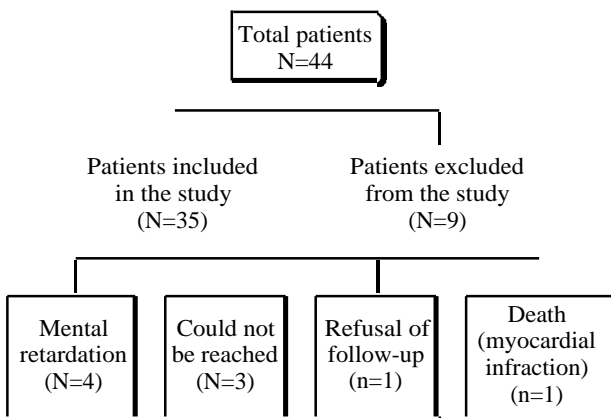 Total patients
N=44
Patients included
in the study
(N=35)
Patients excluded
from the study
(N=9)
Mental
retardation
(N=4)
Could not
be reached
(N=3)
Refusal of
follow-up
(n=1)
Death
(myocardial
infraction)
(n=1)